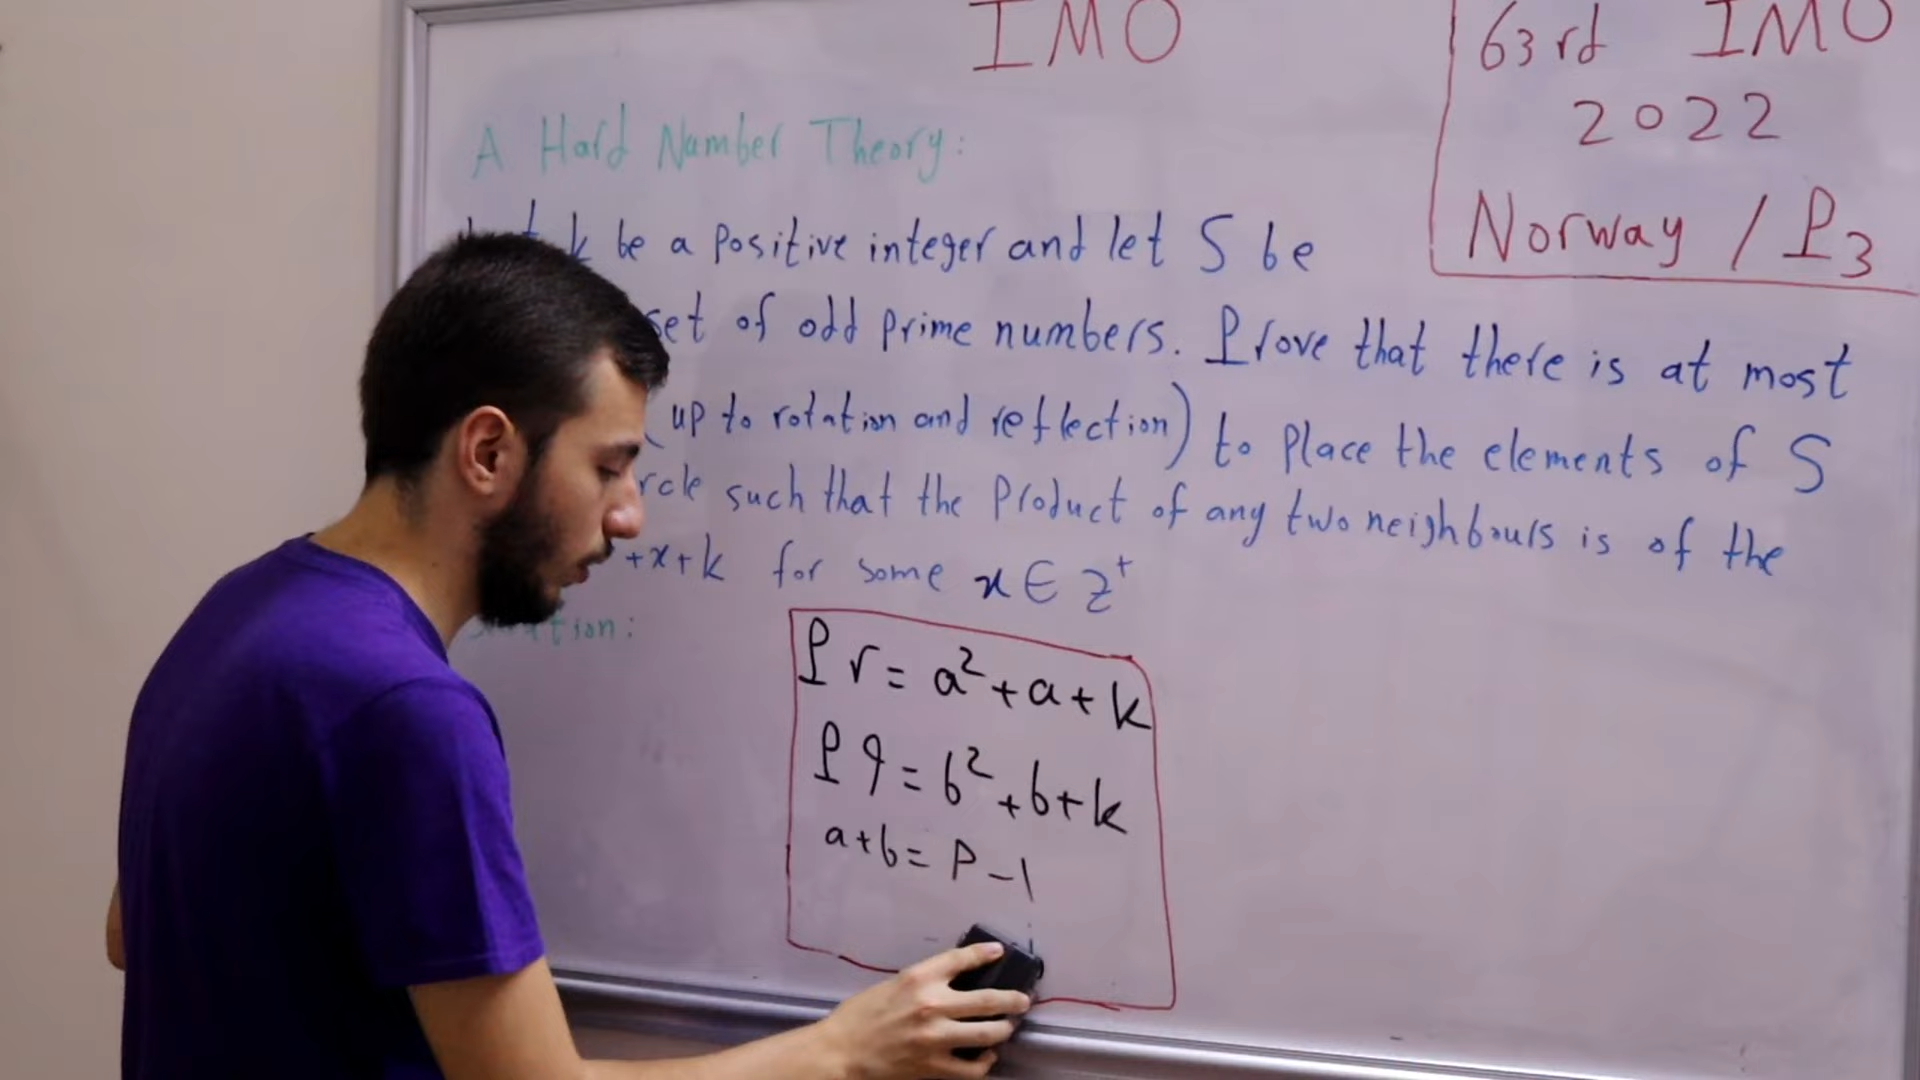 IMO
63rd IMO
2022
Norway / P3
A Hard Number Theory:
k be a positive integer and let S be
set of odd prime numbers. Prove that there is at most
(up to rotation and reflection) to place the elements of S
such that the product of any two neighbours is of the
+x+k for some x ∈ Z⁺
Pr = a²+a+k
Pq = b²+b+k
a+b = P-1